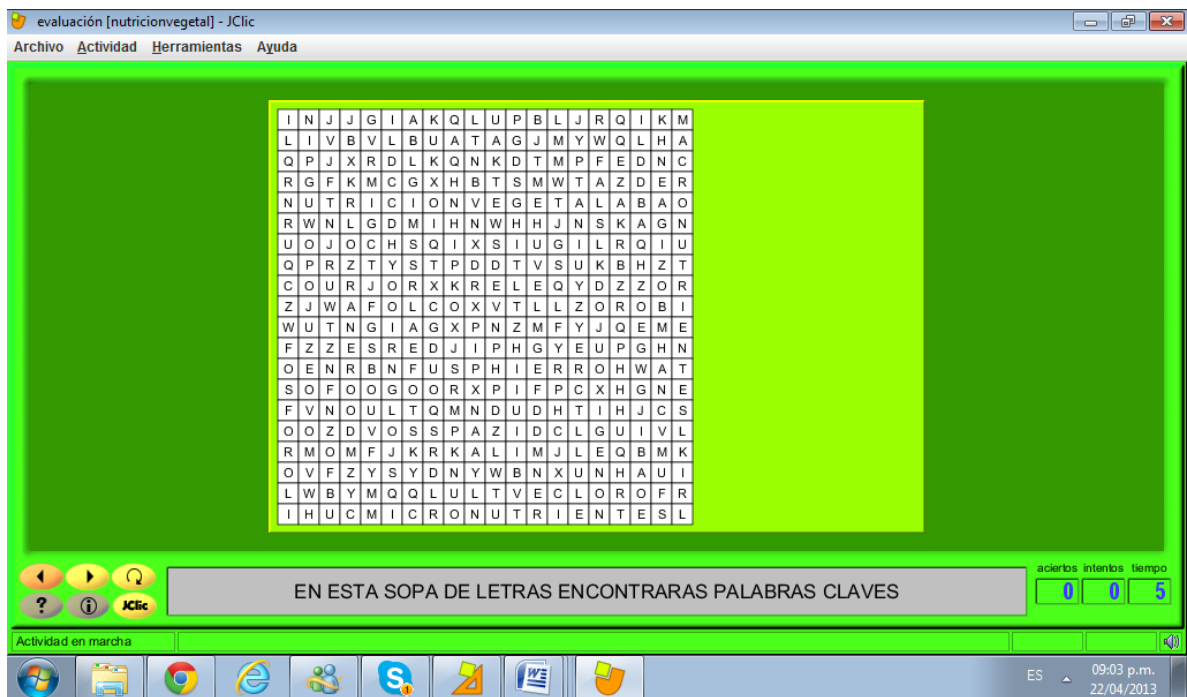 evaluación [nutricionvegetal] - JClic
Archivo Actividad Herramientas Ayuda
I N J J G I A K Q L U P B L J R Q I K M
L I V B V L B U A T A G J M Y W Q L H A
Q P J X R D L K Q N K D T M P F E D N C
R G F K M C G X H B T S M W T A Z D E R
N U T R I C I O N V E G E T A L A B A O
R W N L G D M I H N W H H J N S K A G N
U O J O C H S Q I X S I U G I L R Q I U
Q P R Z T Y S T P D D T V S U K B H Z T
C O U R J O R X K R E L E Q Y D Z Z O R
Z J W A F O L C O X V T L L Z O R O B I
W U T N G I A G X P N Z M F Y J Q E M E
F Z Z E S R E D J I P H G Y E U P G H N
O E N R B N F U S P H I E R R O H W A T
S O F O O G O O R X P I F P C X H G N E
F V N O U L T Q M N D U D H T I H J C S
O O Z D V O S S P A Z I D C L G U I V L
R M O M F J K R K A L I M J L E Q B M K
O V F Z Y S Y D N Y W B N X U N H A U I
L W B Y M Q Q L U L T V E C L O R O F R
I H U C M I C R O N U T R I E N T E S L
aciertos intentos tiempo
0 0 5
EN ESTA SOPA DE LETRAS ENCONTRARAS PALABRAS CLAVES
? i JClic
Actividad en marcha
ES 09:03 p.m.
22/04/2013